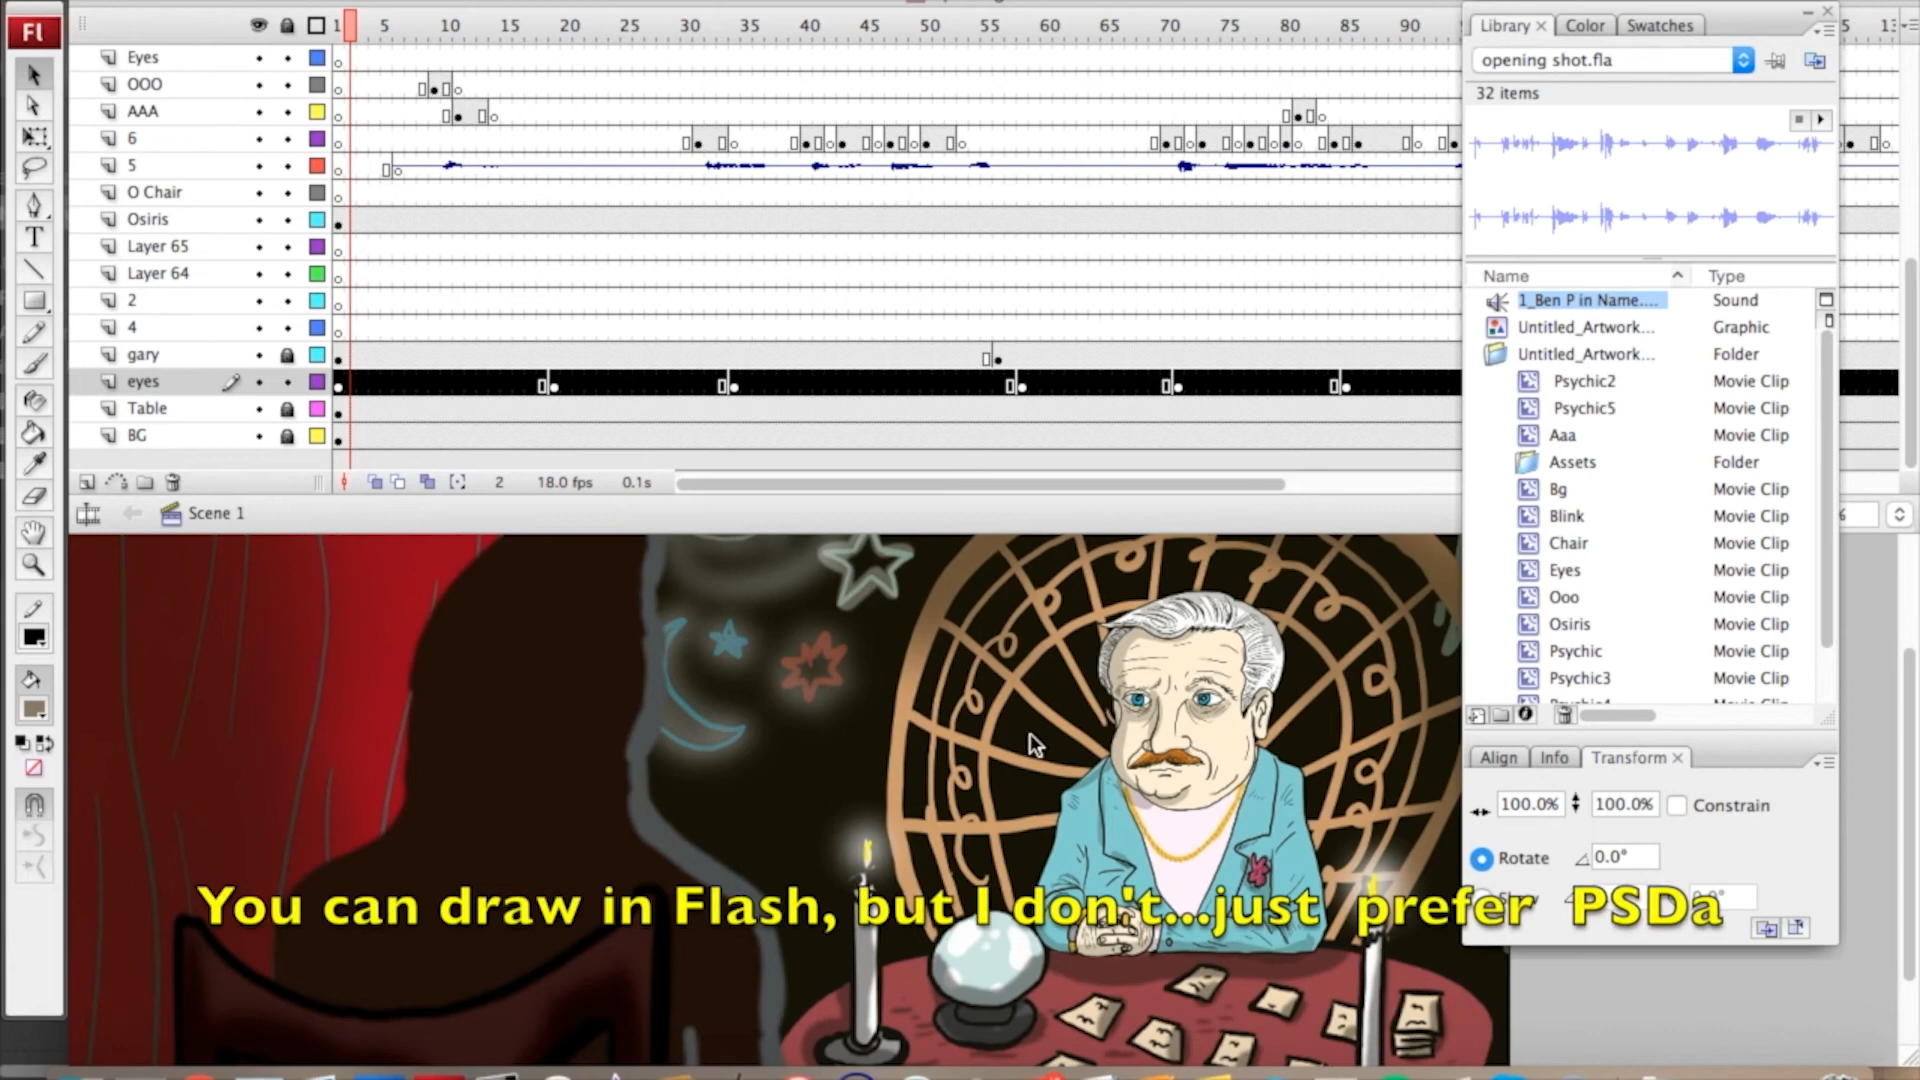 Fl
1 5 10 15 20 25 30 35 40 45 50 55 60 65 70 75 80 85 90
Eyes
OOO
AAA
6
5
O Chair
Osiris
Layer 65
Layer 64
2
4
gary
eyes
Table
BG
2 18.0 fps 0.1s
Scene 1
Library Color Swatches
opening shot.fla
32 items
Name Type
1_Ben P in Name.... Sound
Untitled_Artwork... Graphic
Untitled_Artwork... Folder
Psychic2 Movie Clip
Psychic5 Movie Clip
Aaa Movie Clip
Assets Folder
Bg Movie Clip
Blink Movie Clip
Chair Movie Clip
Eyes Movie Clip
Ooo Movie Clip
Osiris Movie Clip
Psychic Movie Clip
Psychic3 Movie Clip
Align Info Transform
100.0% 100.0% Constrain
Rotate 0.0°
You can draw in Flash, but I don't...just prefer PSDa